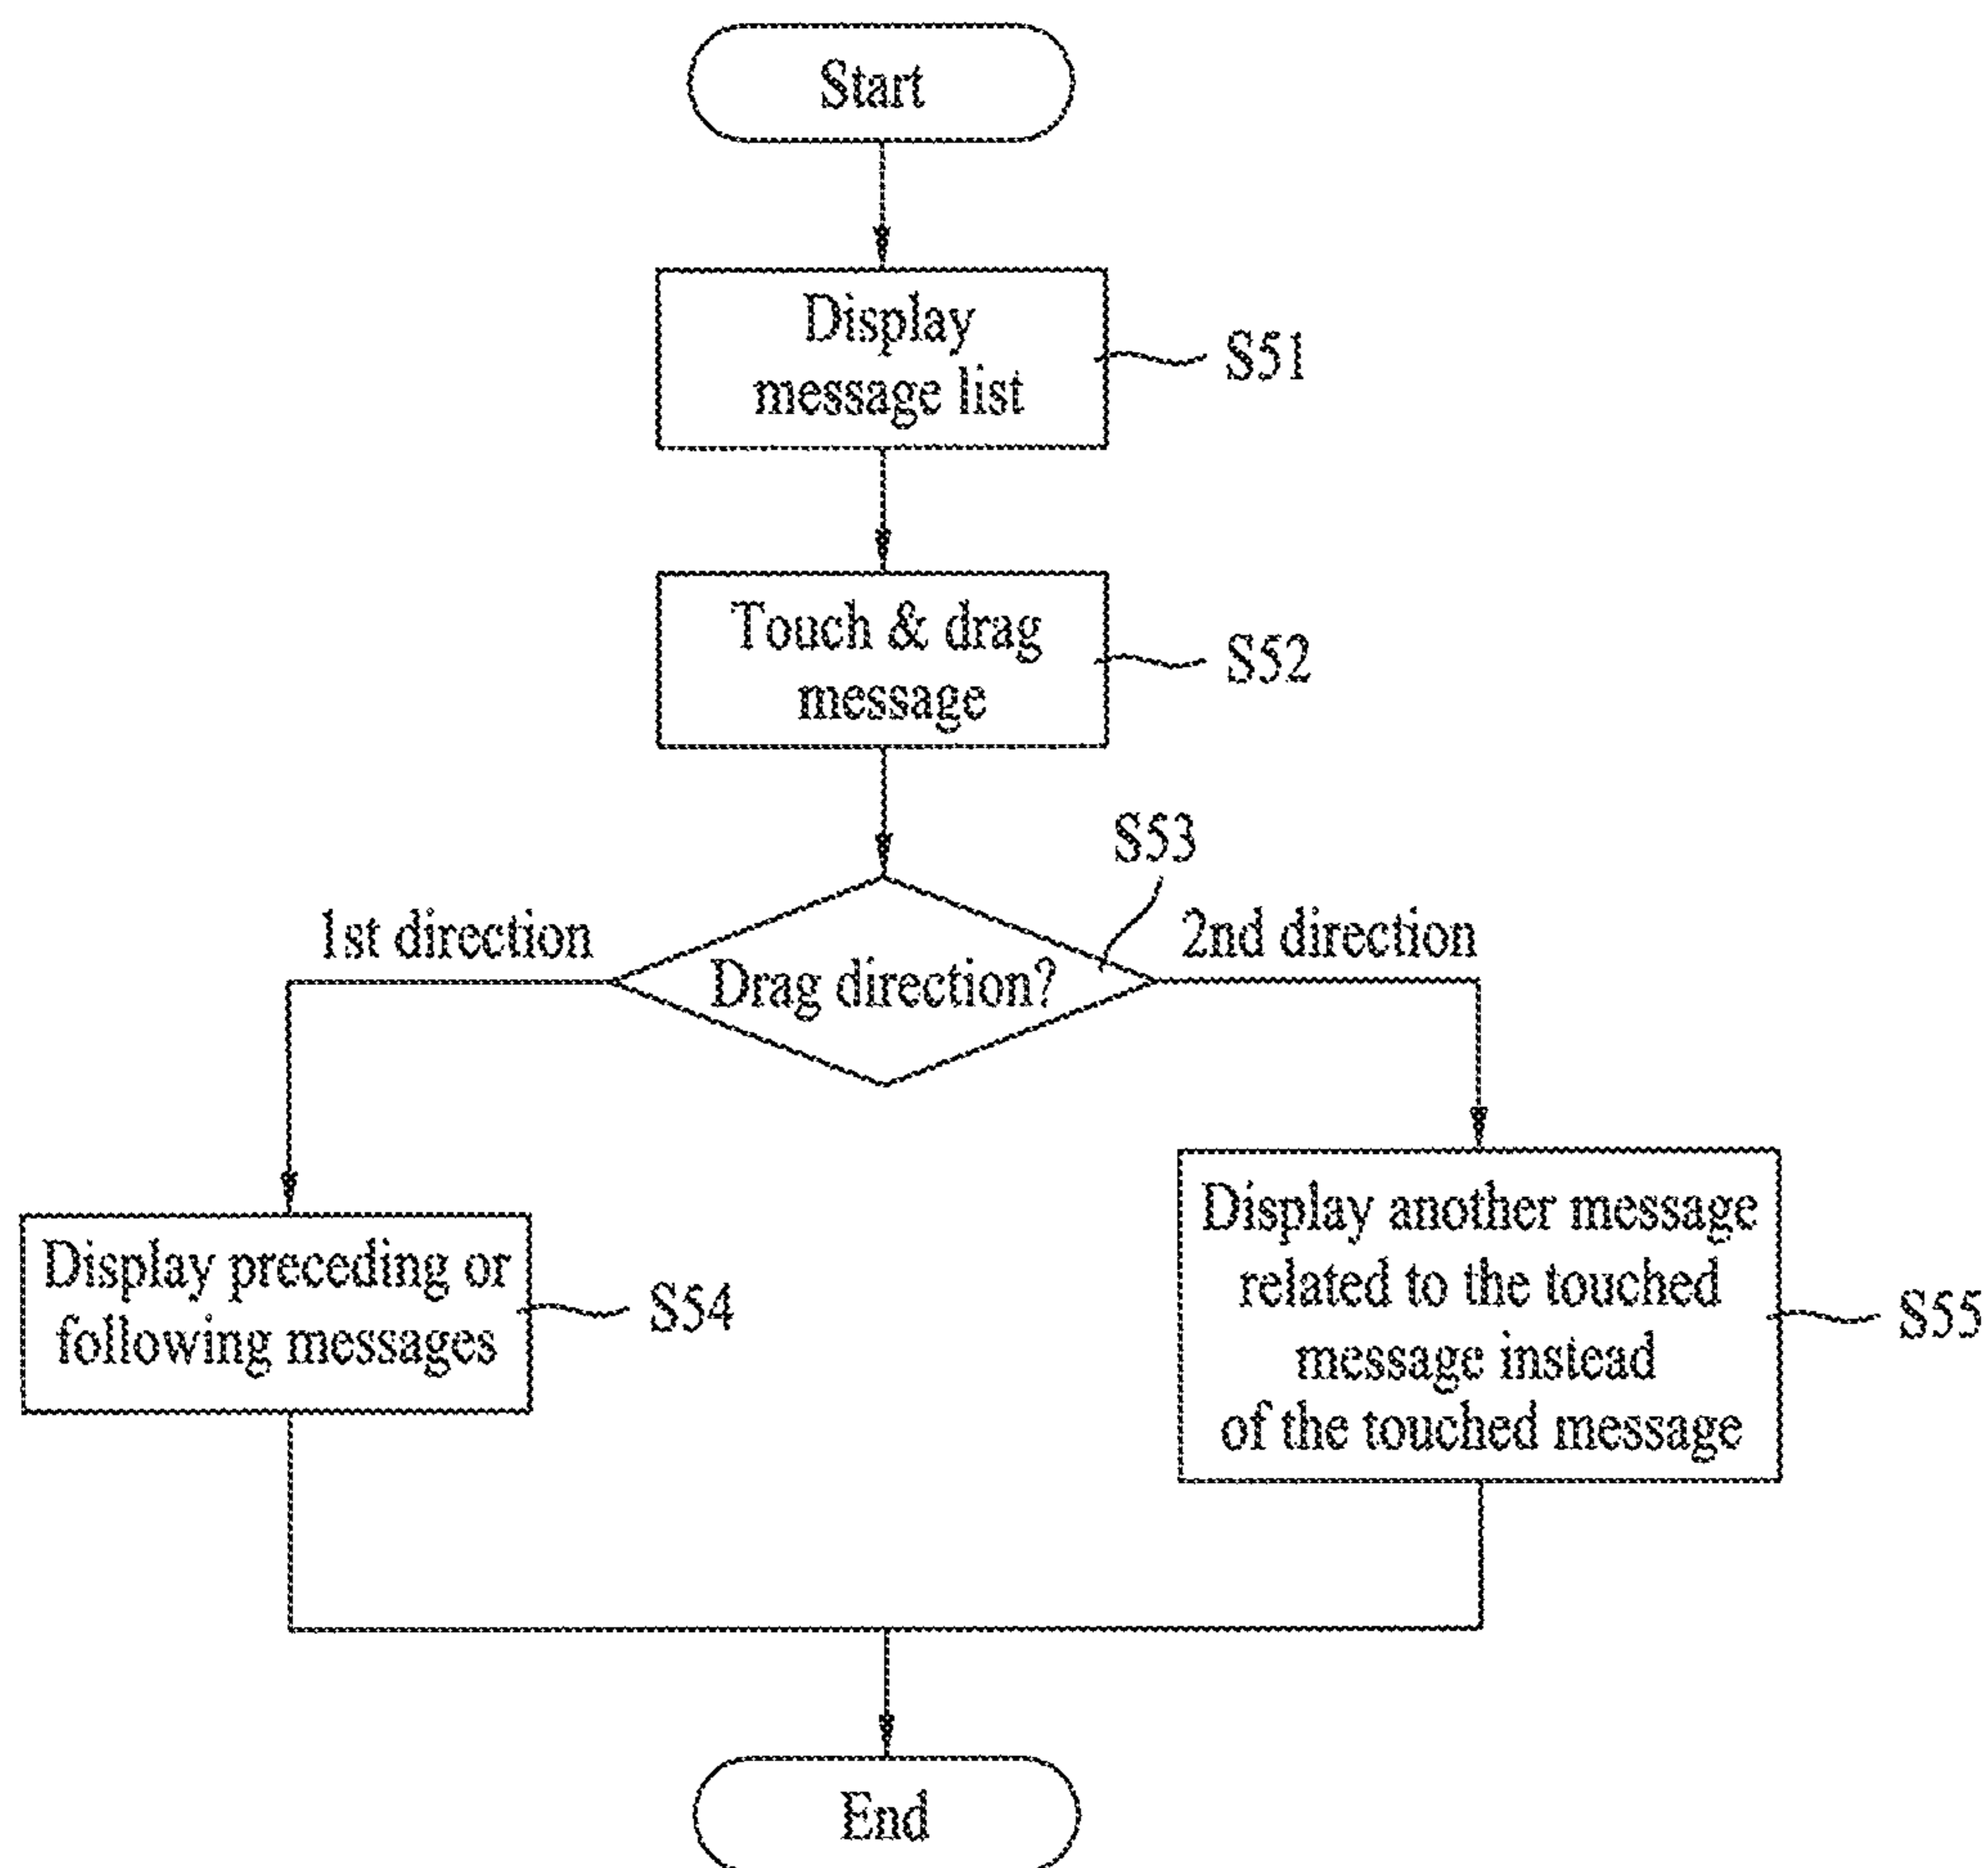 Start
Display
message list
S51
Touch & drag
message
S52
S53
1st direction
Drag direction?
2nd direction
Display preceding or
following messages
S54
Display another message
related to the touched
message instead
of the touched message
S55
End